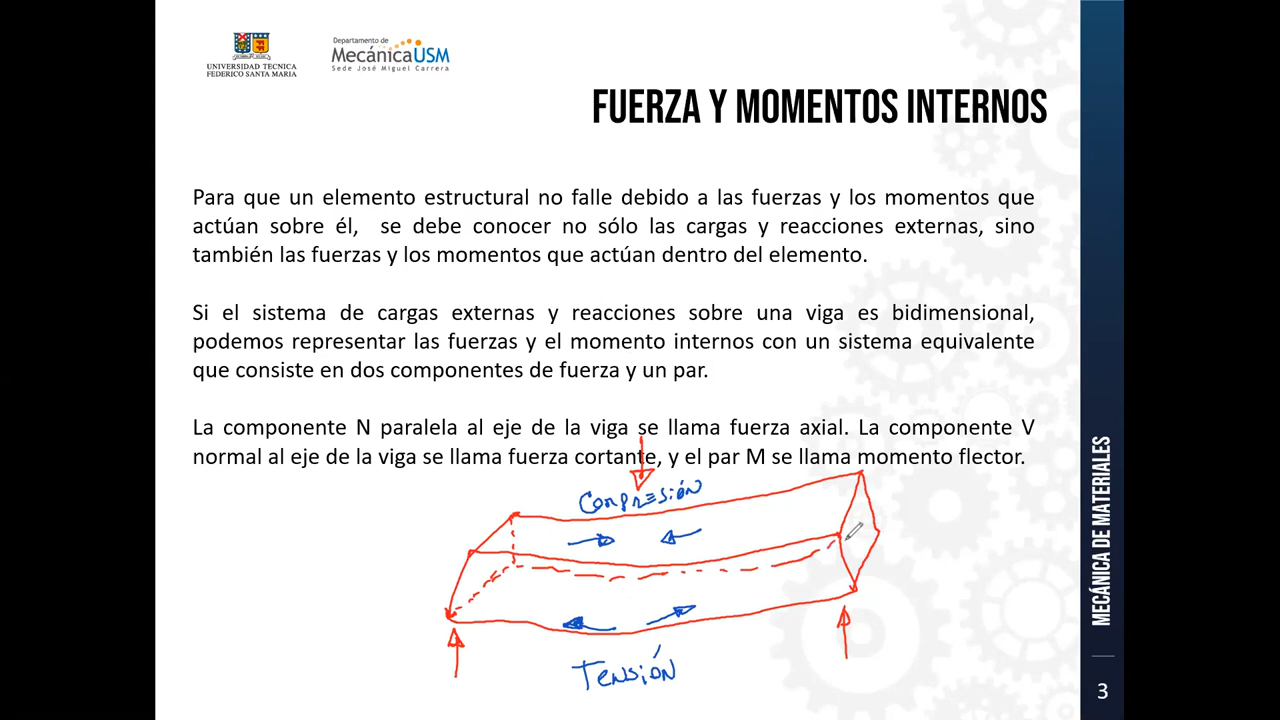 UNIVERSIDAD TECNICA
FEDERICO SANTA MARIA
Departamento de
MecánicaUSM
Sede José Miguel Carrera
FUERZA Y MOMENTOS INTERNOS
Para que un elemento estructural no falle debido a las fuerzas y los momentos que
actúan sobre él, se debe conocer no sólo las cargas y reacciones externas, sino
también las fuerzas y los momentos que actúan dentro del elemento.
Si el sistema de cargas externas y reacciones sobre una viga es bidimensional,
podemos representar las fuerzas y el momento internos con un sistema equivalente
que consiste en dos componentes de fuerza y un par.
La componente N paralela al eje de la viga se llama fuerza axial. La componente V
normal al eje de la viga se llama fuerza cortante, y el par M se llama momento flector.
Compresión
Tensión
MECÁNICA DE MATERIALES
3